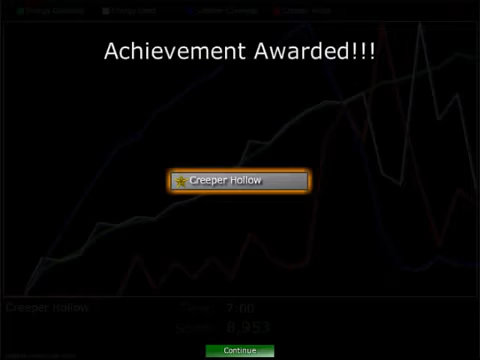 Achievement Awarded!!!
Creeper Hollow
Creeper Hollow
Time: 7:00
Score: 8,953
Continue